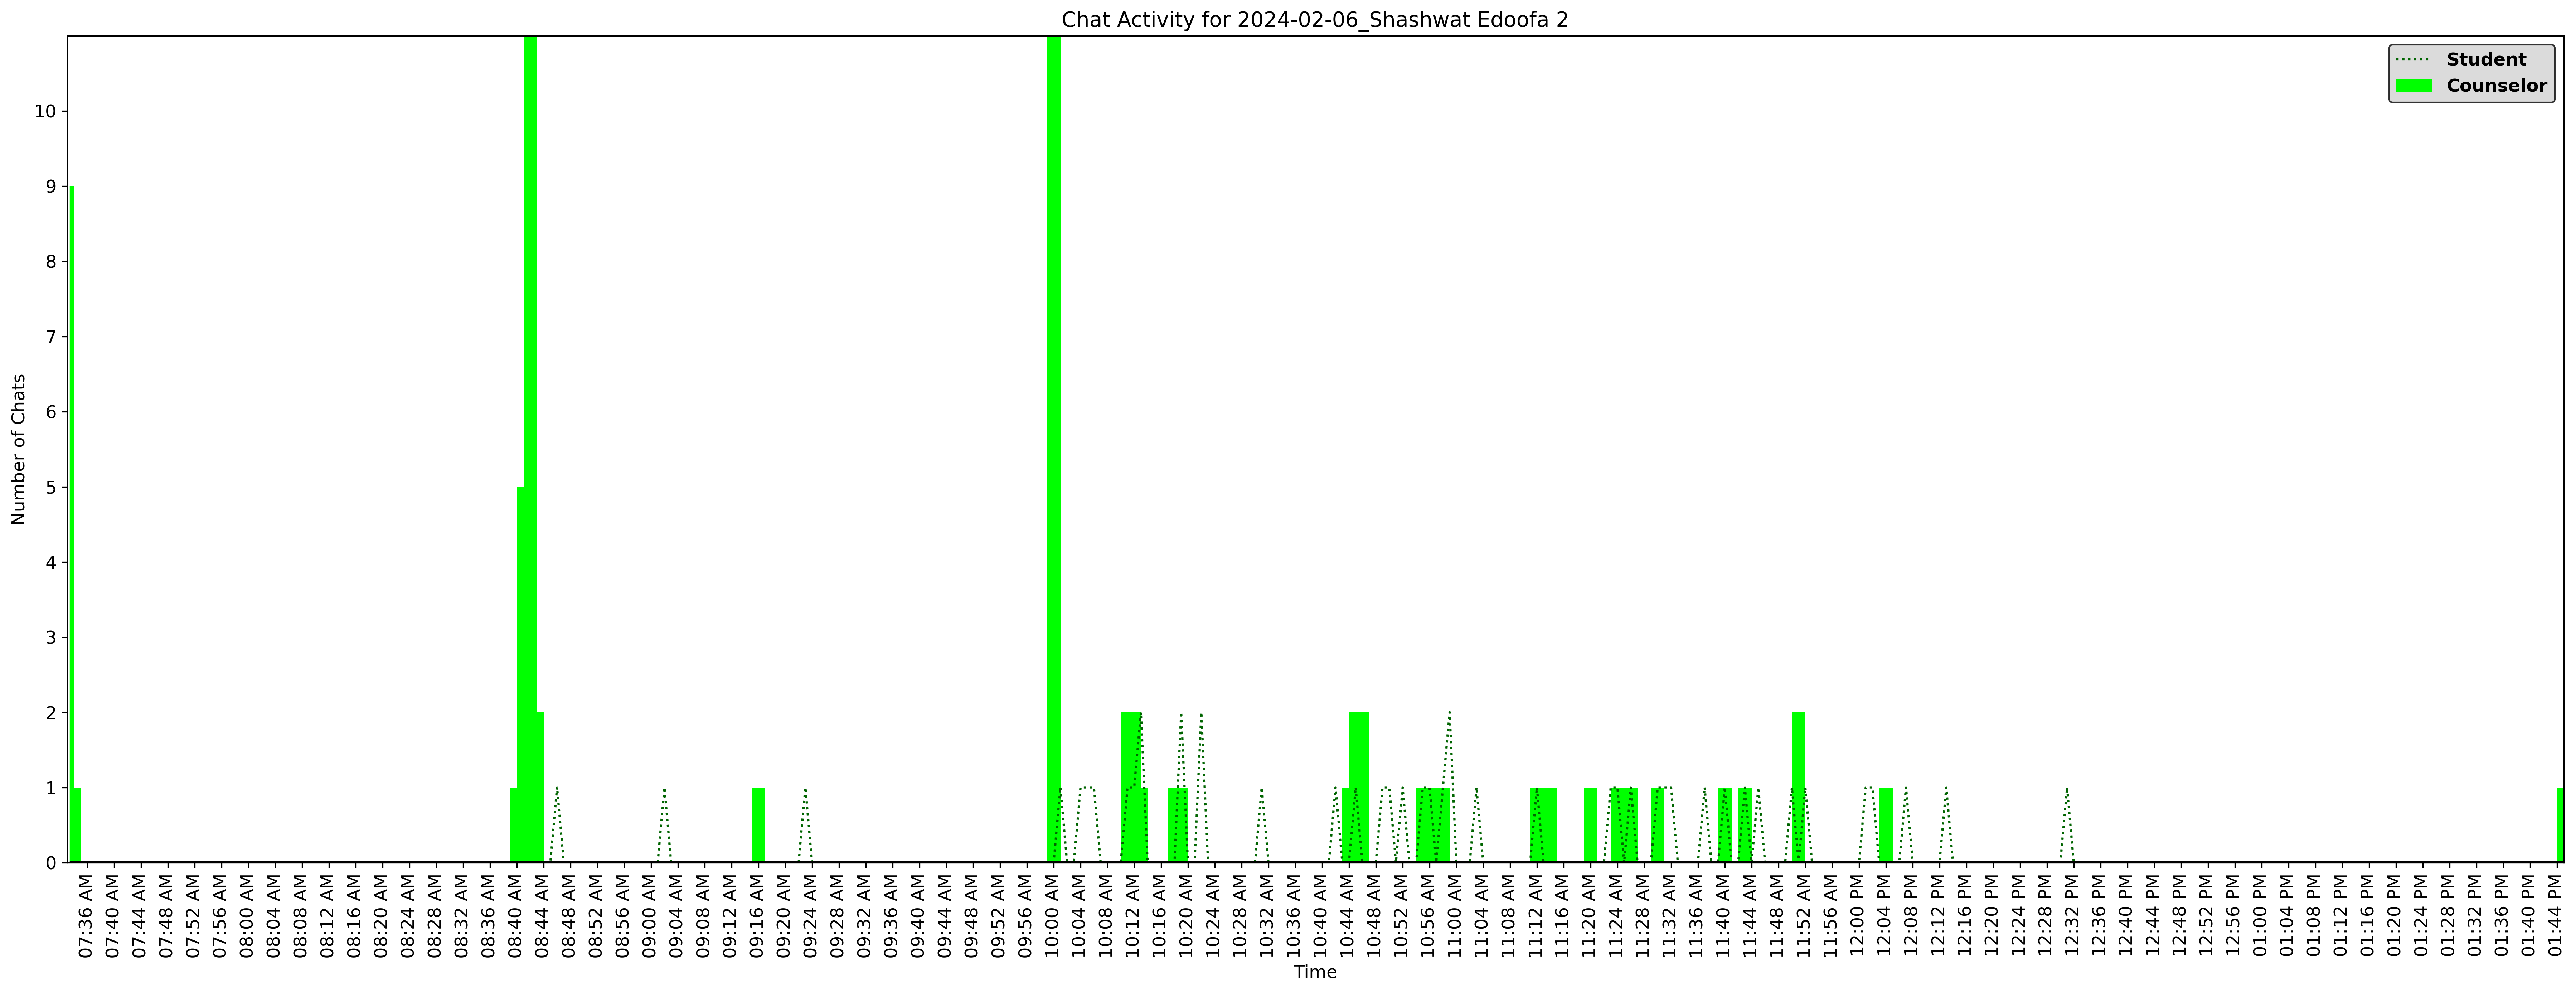 Chat Activity for 2024-02-06_Shashwat Edoofa 2
Student
Counselor
Number of Chats
10
9
8
7
6
5
4
3
2
1
0
07:36 AM
07:40 AM
07:44 AM
07:48 AM
07:52 AM
07:56 AM
08:00 AM
08:04 AM
08:08 AM
08:12 AM
08:16 AM
08:20 AM
08:24 AM
08:28 AM
08:32 AM
08:36 AM
08:40 AM
08:44 AM
08:48 AM
08:52 AM
08:56 AM
09:00 AM
09:04 AM
09:08 AM
09:12 AM
09:16 AM
09:20 AM
09:24 AM
09:28 AM
09:32 AM
09:36 AM
09:40 AM
09:44 AM
09:48 AM
09:52 AM
09:56 AM
10:00 AM
10:04 AM
10:08 AM
10:12 AM
10:16 AM
10:20 AM
10:24 AM
10:28 AM
10:32 AM
10:36 AM
10:40 AM
10:44 AM
10:48 AM
10:52 AM
10:56 AM
11:00 AM
11:04 AM
11:08 AM
11:12 AM
11:16 AM
11:20 AM
11:24 AM
11:28 AM
11:32 AM
11:36 AM
11:40 AM
11:44 AM
11:48 AM
11:52 AM
11:56 AM
12:00 PM
12:04 PM
12:08 PM
12:12 PM
12:16 PM
12:20 PM
12:24 PM
12:28 PM
12:32 PM
12:36 PM
12:40 PM
12:44 PM
12:48 PM
12:52 PM
12:56 PM
01:00 PM
01:04 PM
01:08 PM
01:12 PM
01:16 PM
01:20 PM
01:24 PM
01:28 PM
01:32 PM
01:36 PM
01:40 PM
01:44 PM
Time